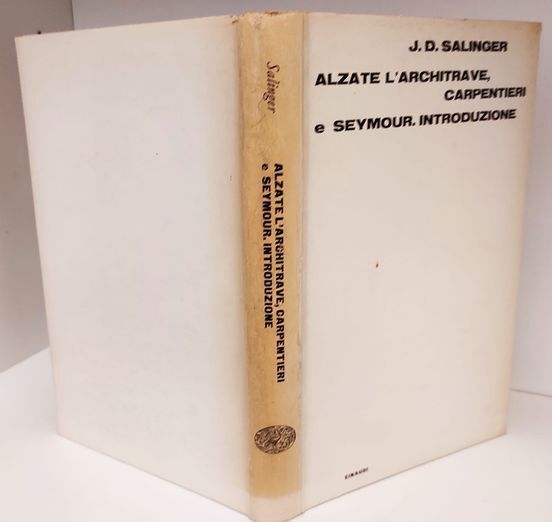 J. D. SALINGER
ALZATE L'ARCHITRAVE,
CARPENTIERI
e SEYMOUR. INTRODUZIONE
EINAUDI
Salinger
ALZATE L'ARCHITRAVE, CARPENTIERI
e SEYMOUR. INTRODUZIONE